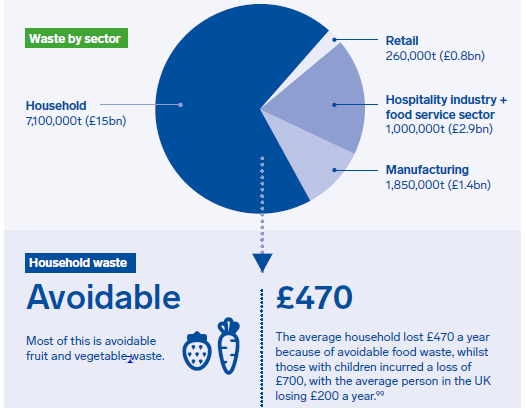 Waste by sector
Retail
260,000t (£0.8bn)
Household
7,100,000t (£15bn)
Hospitality industry +
food service sector
1,000,000t (£2.9bn)
Manufacturing
1,850,000t (£1.4bn)
Household waste
Avoidable
Most of this is avoidable
fruit and vegetable waste.
£470
The average household lost £470 a year
because of avoidable food waste, whilst
those with children incurred a loss of
£700, with the average person in the UK
losing £200 a year.⁹⁹